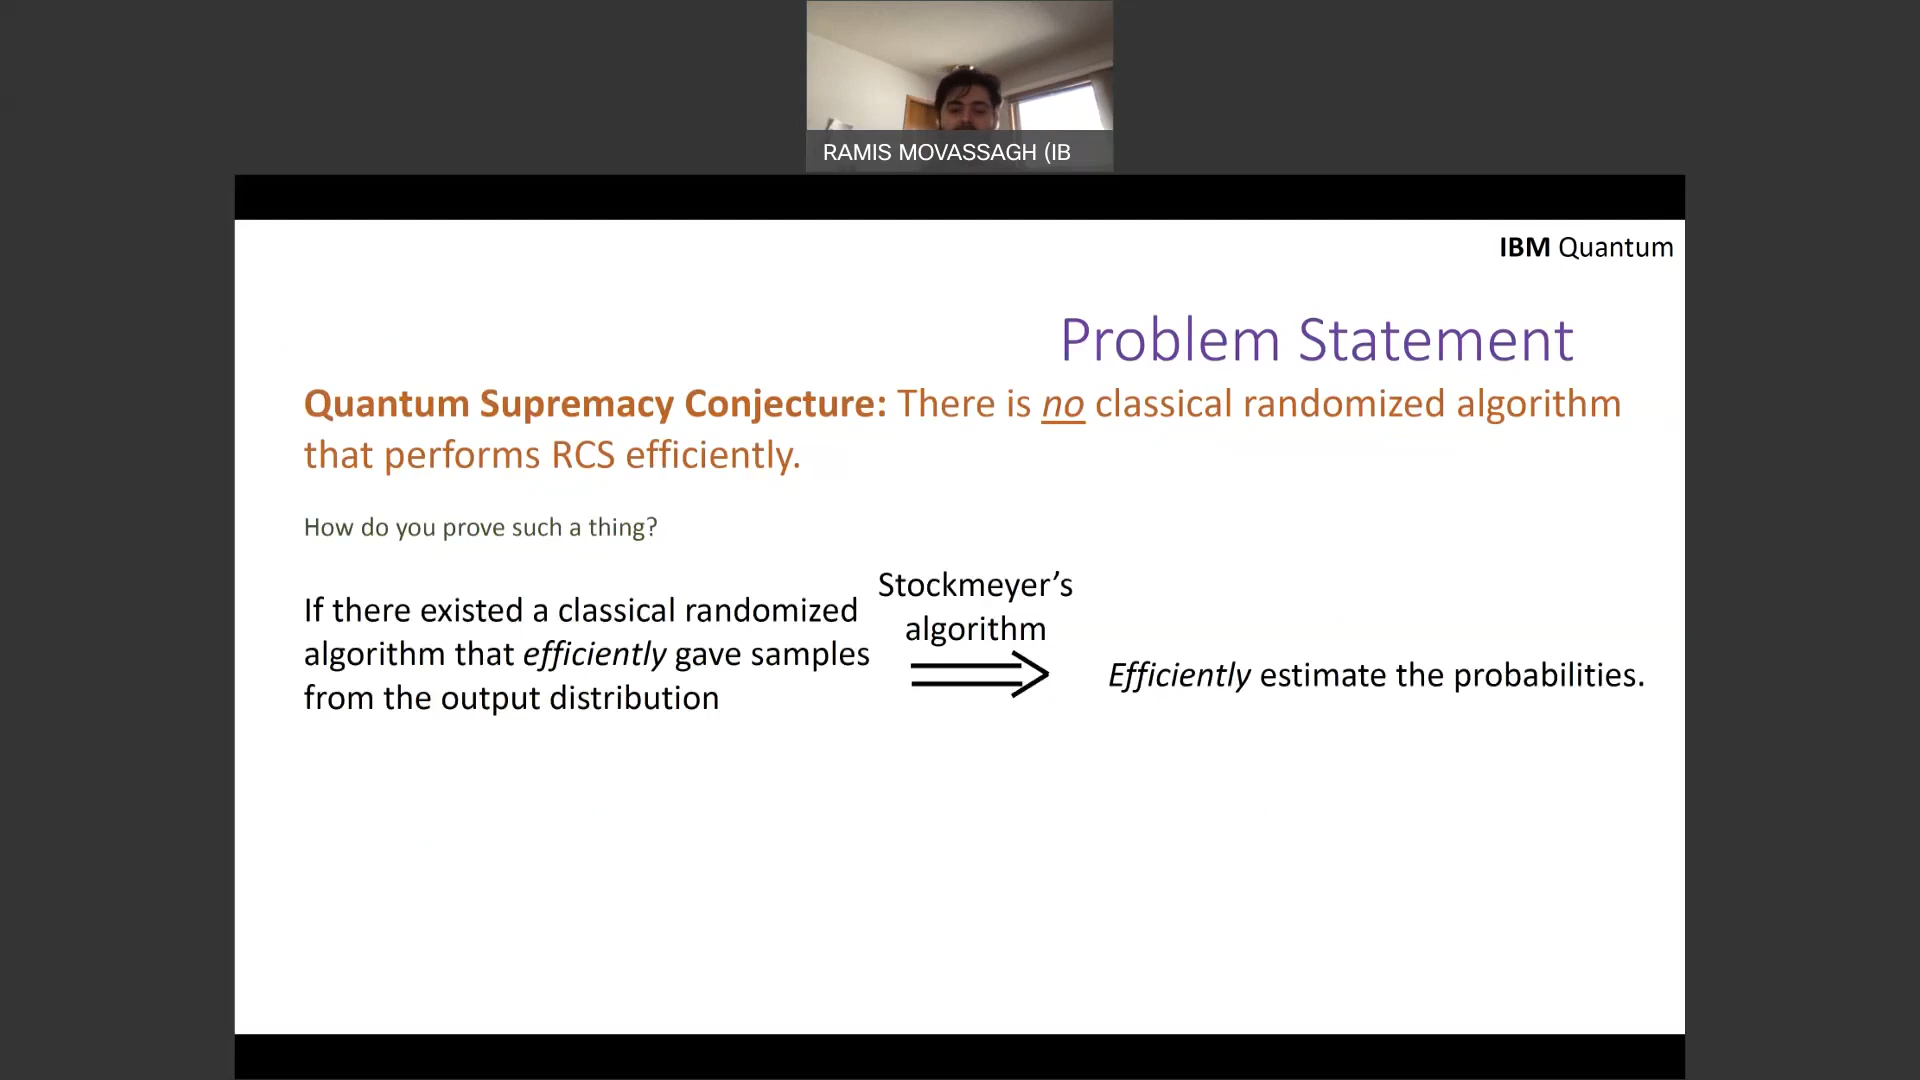 RAMIS MOVASSAGH (IB
IBM Quantum
Problem Statement
Quantum Supremacy Conjecture: There is no classical randomized algorithm
that performs RCS efficiently.
How do you prove such a thing?
If there existed a classical randomized
algorithm that efficiently gave samples
from the output distribution
Stockmeyer’s
algorithm
Efficiently estimate the probabilities.